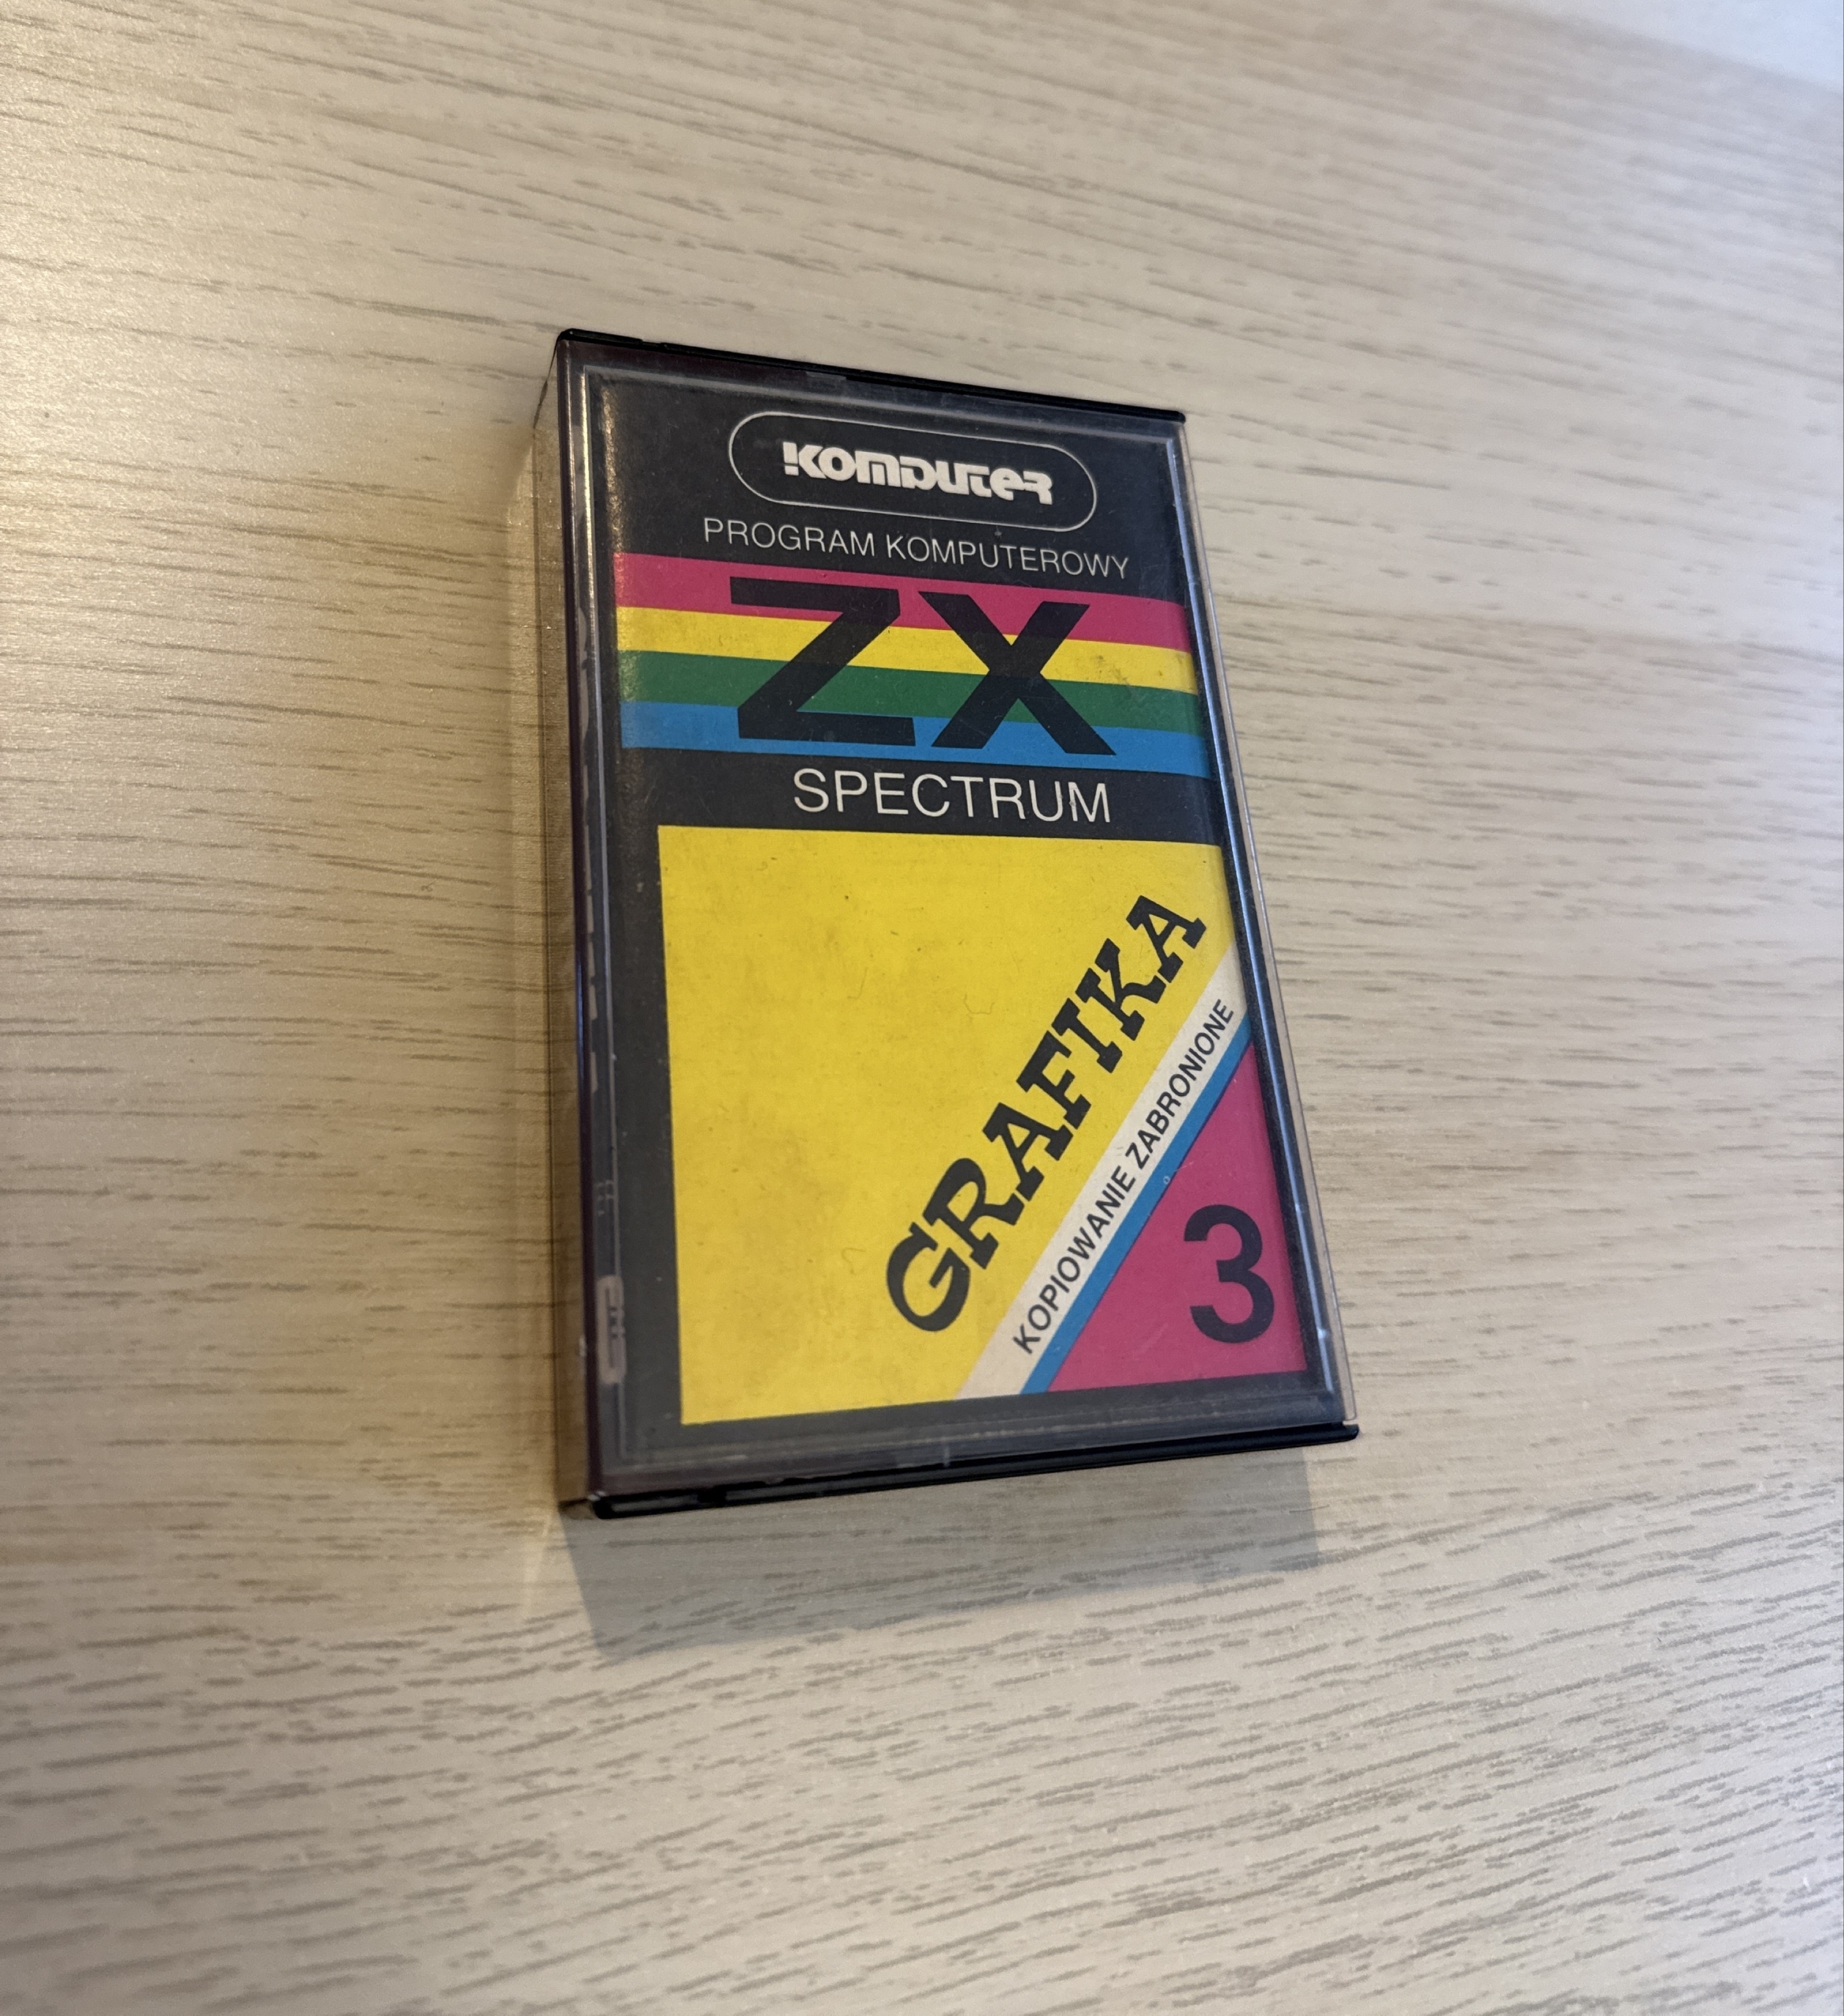 Komputer
PROGRAM KOMPUTEROWY
ZX
SPECTRUM
GRAFIKA
KOPIOWANIE ZABRONIONE
3